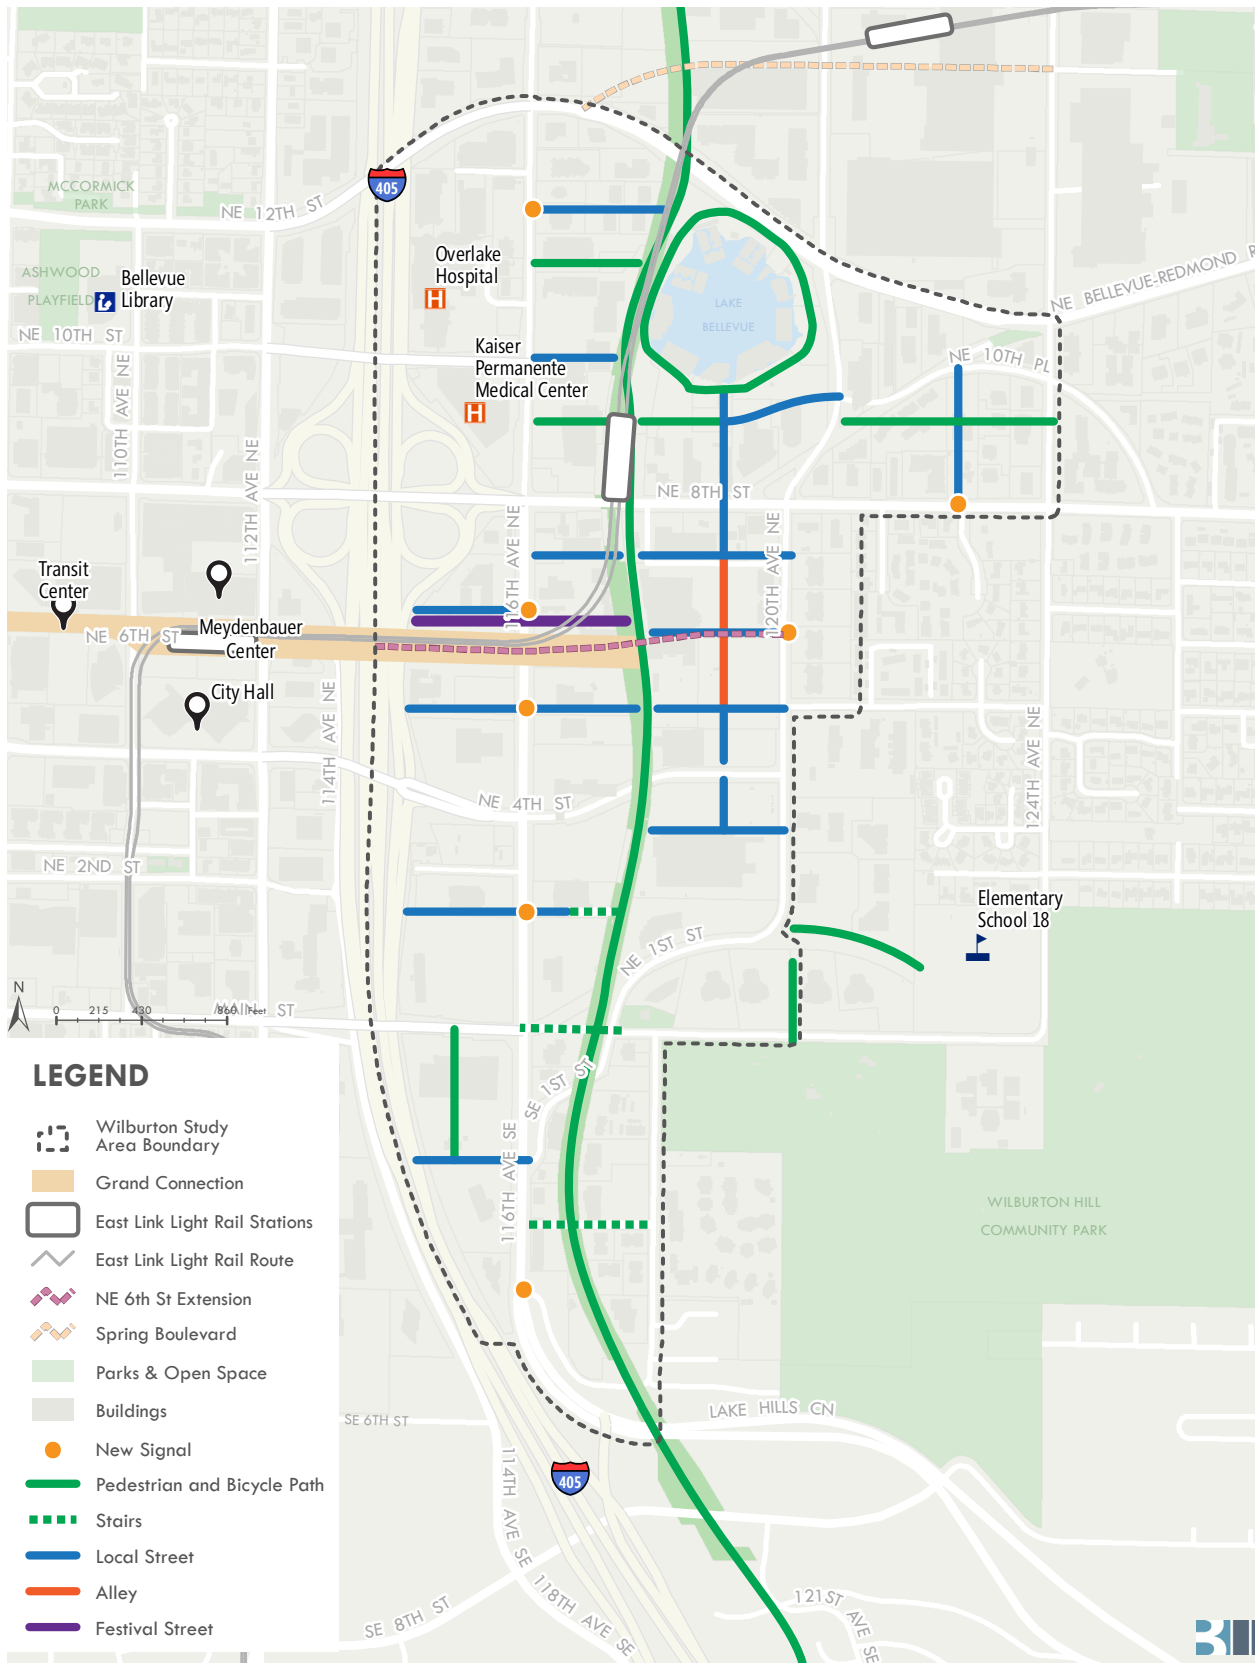 405
MCCORMICK
PARK
NE 12TH ST
Overlake
Hospital
H
ASHWOOD
PLAYFIELD
Bellevue
Library
NE BELLEVUE-REDMOND R
LAKE
BELLEVUE
NE 10TH ST
Kaiser
Permanente
Medical Center
H
NE 10TH PL
110TH AVE NE
112TH AVE NE
NE 8TH ST
116TH AVE NE
120TH AVE NE
Transit
Center
NE 6TH ST
Meydenbauer
Center
City Hall
114TH AVE NE
124TH AVE NE
NE 4TH ST
NE 2ND ST
Elementary
School 18
NE 1ST ST
N
0 215 430 860 Feet
MAIN ST
SE 1ST ST
116TH AVE SE
WILBURTON HILL
COMMUNITY PARK
LEGEND
Wilburton Study
Area Boundary
Grand Connection
East Link Light Rail Stations
East Link Light Rail Route
NE 6th St Extension
Spring Boulevard
Parks & Open Space
Buildings
New Signal
Pedestrian and Bicycle Path
Stairs
Local Street
Alley
Festival Street
SE 6TH ST
LAKE HILLS CN
405
114TH AVE SE
118TH AVE SE
SE 8TH ST
121ST AVE SE